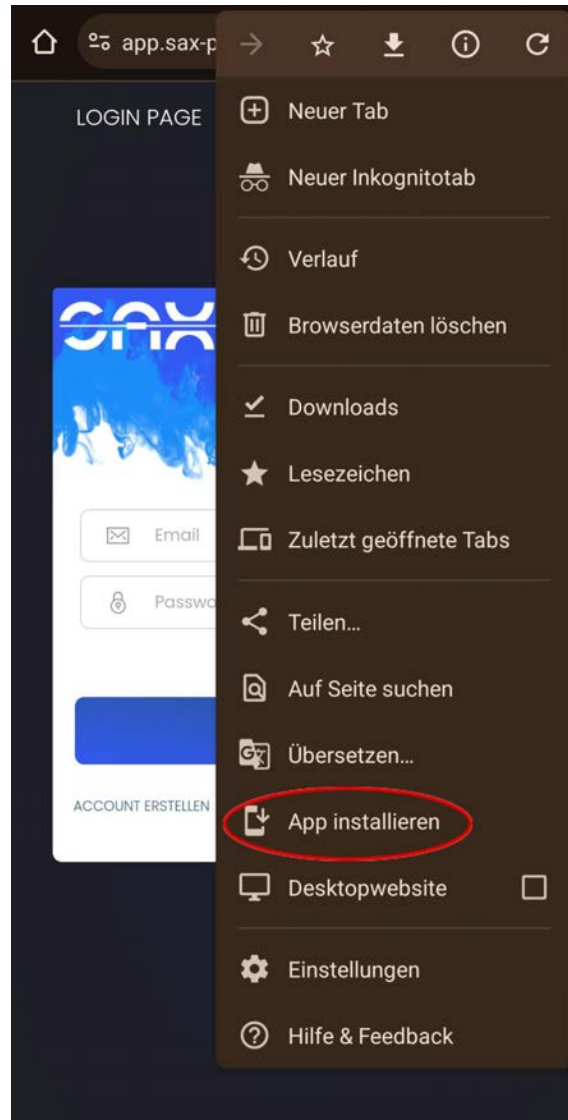 app.sax-p
LOGIN PAGE
Neuer Tab
Neuer Inkognitotab
Verlauf
SAX
Browserdaten löschen
Downloads
Lesezeichen
Email
Zuletzt geöffnete Tabs
Passwo
Teilen...
Auf Seite suchen
Übersetzen...
ACCOUNT ERSTELLEN
App installieren
Desktopwebsite
Einstellungen
Hilfe & Feedback